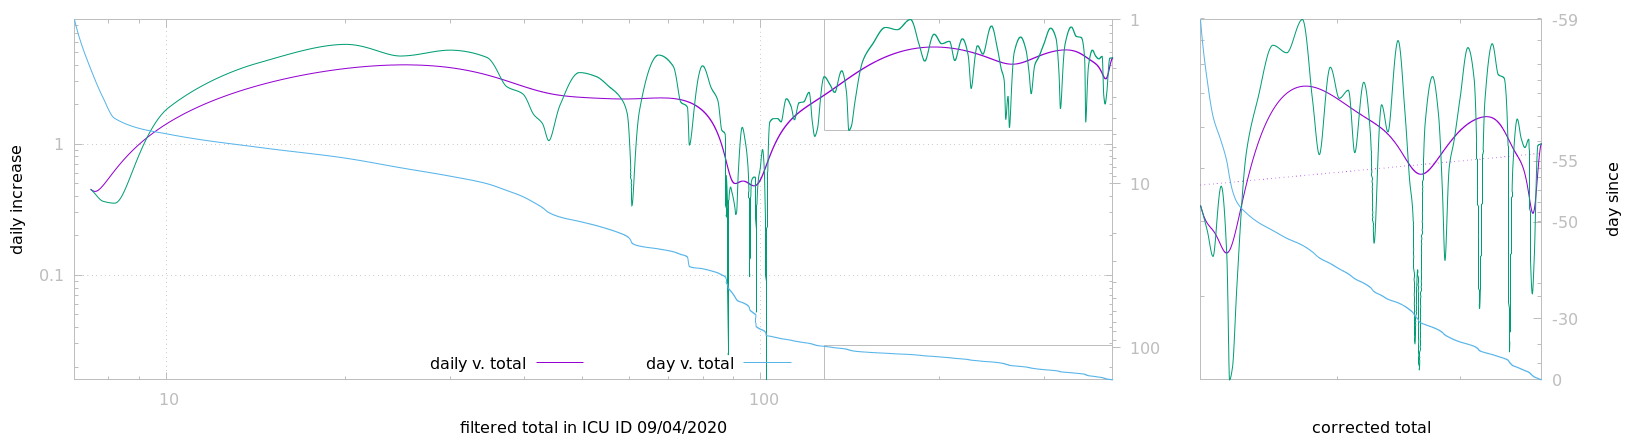 1
-59
daily increase
1
-55
day since
10
-50
0.1
-30
daily v. total
day v. total
100
0
10
100
filtered total in ICU ID 09/04/2020
corrected total